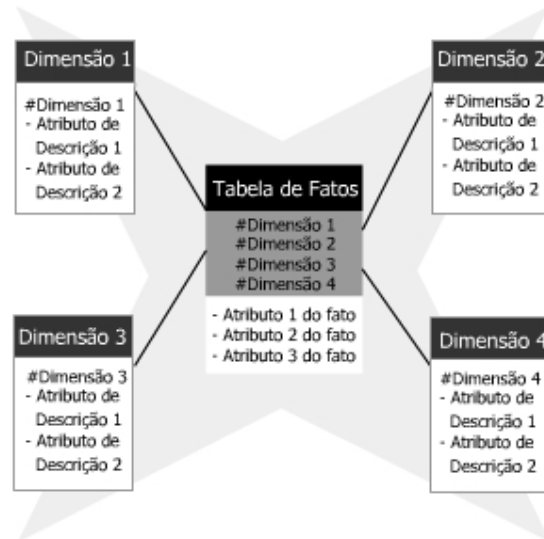 Dimensão 1
#Dimensão 1
- Atributo de
Descrição 1
- Atributo de
Descrição 2
Dimensão 2
#Dimensão 2
- Atributo de
Descrição 1
- Atributo de
Descrição 2
Tabela de Fatos
#Dimensão 1
#Dimensão 2
#Dimensão 3
#Dimensão 4
- Atributo 1 do fato
- Atributo 2 do fato
- Atributo 3 do fato
Dimensão 3
#Dimensão 3
- Atributo de
Descrição 1
- Atributo de
Descrição 2
Dimensão 4
#Dimensão 4
- Atributo de
Descrição 1
- Atributo de
Descrição 2